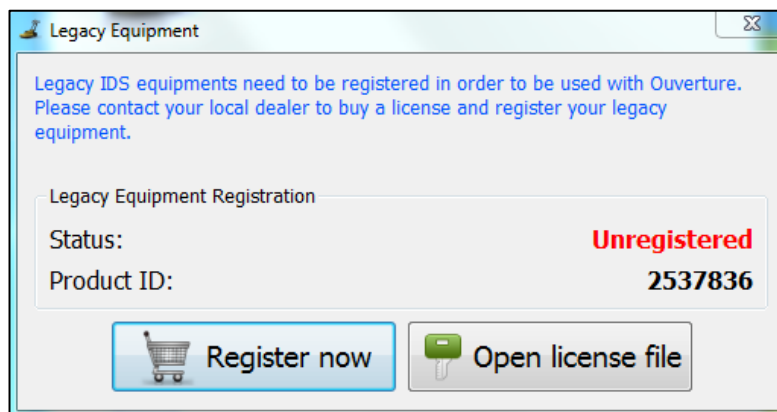 Legacy Equipment
Legacy IDS equipments need to be registered in order to be used with Ouverture.
Please contact your local dealer to buy a license and register your legacy
equipment.
Legacy Equipment Registration
Status: Unregistered
Product ID: 2537836
Register now Open license file